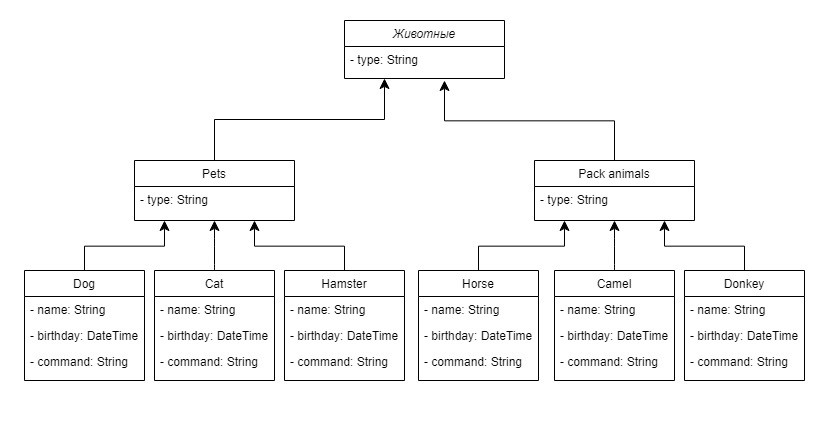 Животные
- type: String
Pets
- type: String
Pack animals
- type: String
Dog
- name: String
- birthday: DateTime
- command: String
Cat
- name: String
- birthday: DateTime
- command: String
Hamster
- name: String
- birthday: DateTime
- command: String
Horse
- name: String
- birthday: DateTime
- command: String
Camel
- name: String
- birthday: DateTime
- command: String
Donkey
- name: String
- birthday: DateTime
- command: String